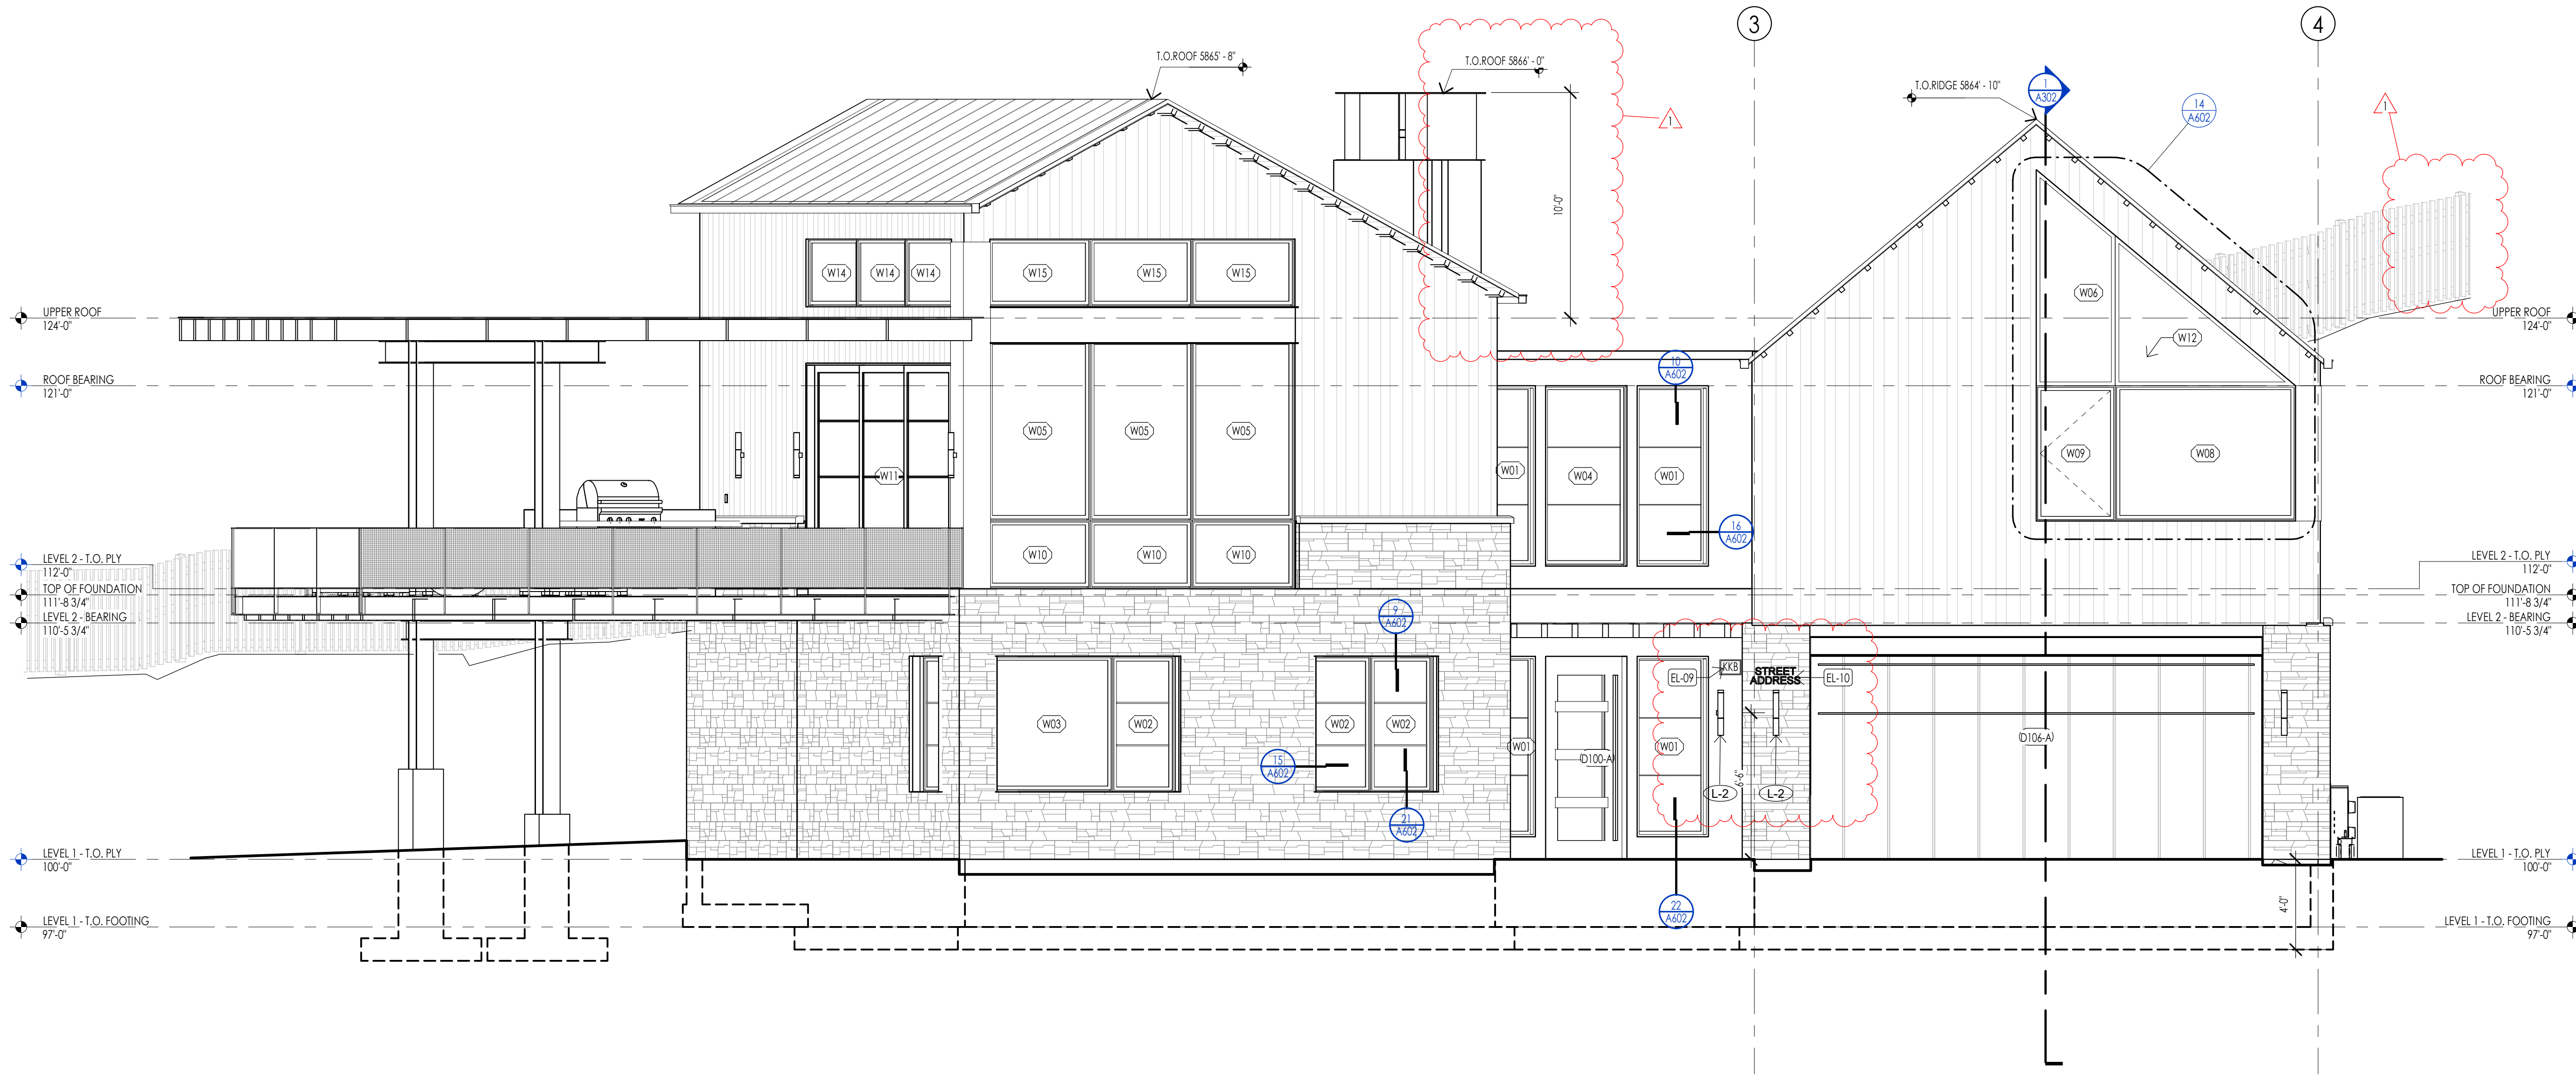 3
4
T.O.ROOF 5865' - 8"
T.O.ROOF 5866' - 0"
1
T.O.RIDGE 5864' - 10"
1
A302
14
A602
1
10'-0"
W14
W14
W14
W15
W15
W15
W06
W12
UPPER ROOF
124'-0"
UPPER ROOF
124'-0"
10
A602
ROOF BEARING
121'-0"
ROOF BEARING
121'-0"
W05
W05
W05
W11
W01
W04
W01
W09
W08
16
A602
W10
W10
W10
LEVEL 2 - T.O. PLY
112'-0"
LEVEL 2 - T.O. PLY
112'-0"
TOP OF FOUNDATION
111'-8 3/4"
TOP OF FOUNDATION
111'-8 3/4"
LEVEL 2 - BEARING
110'-5 3/4"
LEVEL 2 - BEARING
110'-5 3/4"
9
A602
KKB
EL-09
STREET
ADDRESS
EL-10
W03
W02
W02
W02
W01
D100-A
W01
6'-6"
L-2
L-2
D106-A
15
A602
21
A602
LEVEL 1 - T.O. PLY
100'-0"
LEVEL 1 - T.O. PLY
100'-0"
22
A602
4'-0"
LEVEL 1 - T.O. FOOTING
97'-0"
LEVEL 1 - T.O. FOOTING
97'-0"